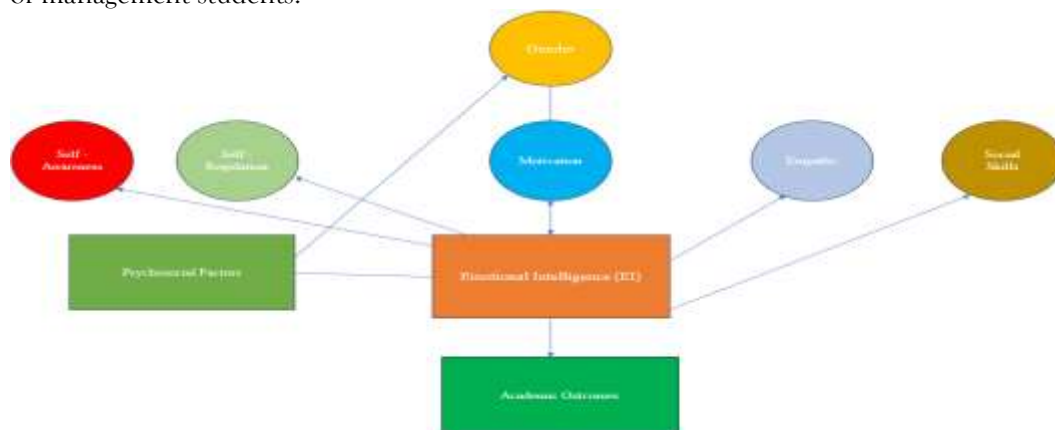 of management students.
Gender
Self -
Awareness
Self -
Regulation
Motivation
Empathy
Social
Skills
Psychosocial Factors
Emotional Intelligence (EI)
Academic Outcomes